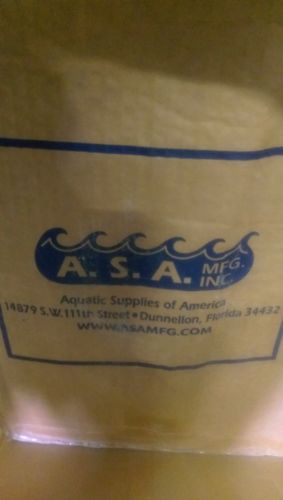 A. S. A. MFG. INC.
Aquatic Supplies of America
14879 S.W. 111th Street • Dunnellon, Florida 34432
WWW.ASAMFG.COM